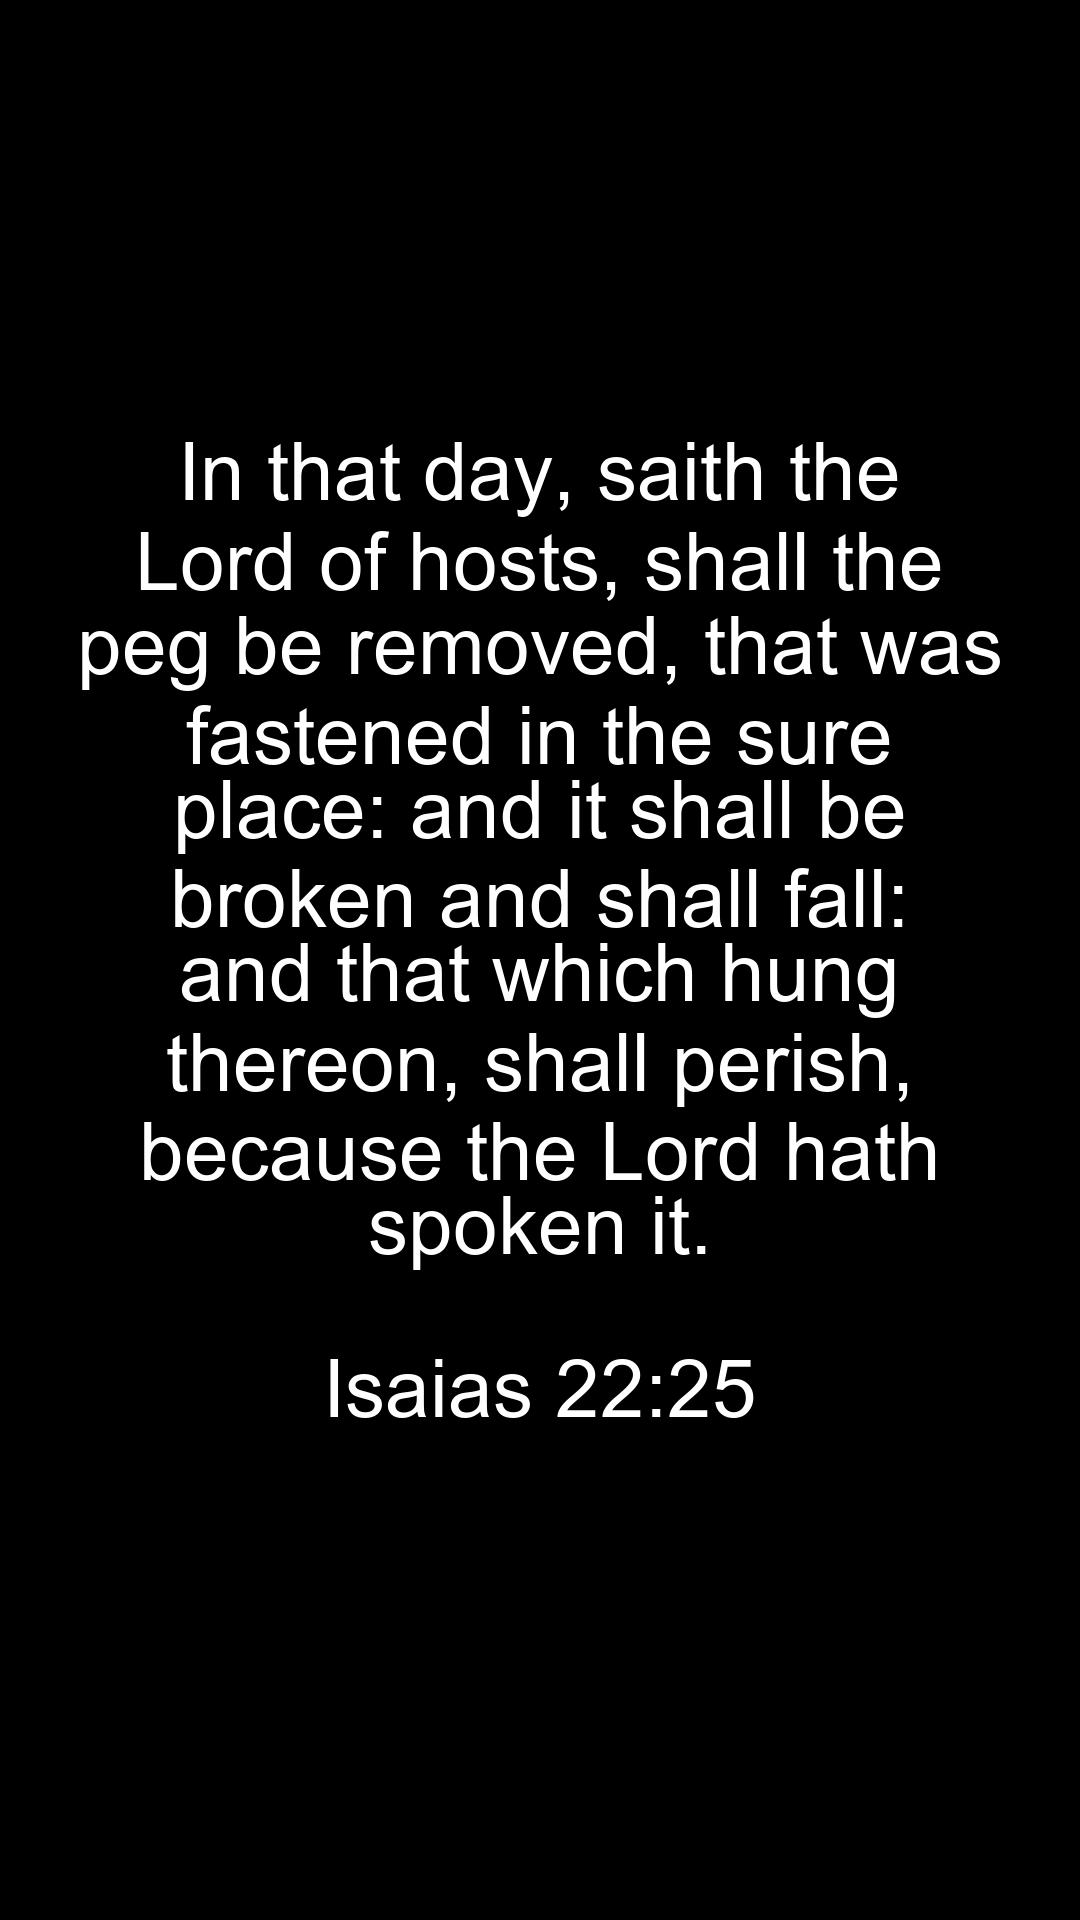 In that day, saith the
Lord of hosts, shall the
peg be removed, that was
fastened in the sure
place: and it shall be
broken and shall fall:
and that which hung
thereon, shall perish,
because the Lord hath
spoken it.
Isaias 22:25